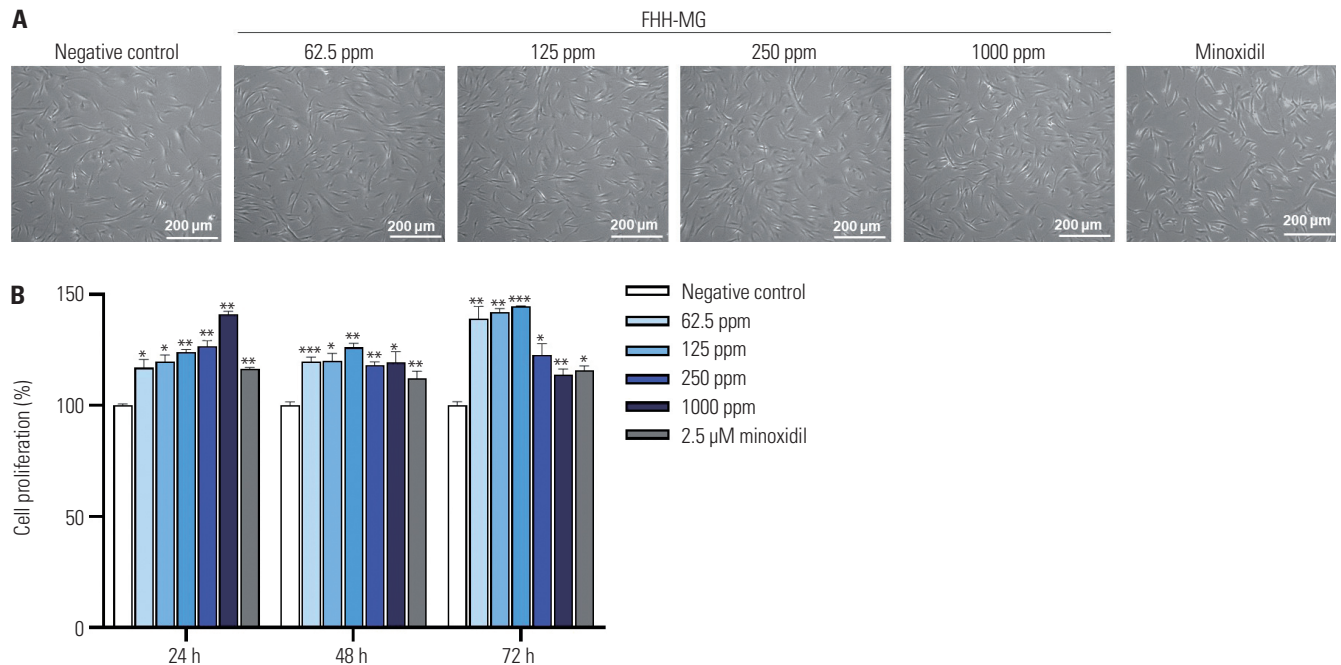 A
FHH-MG
Negative control
62.5 ppm
125 ppm
250 ppm
1000 ppm
Minoxidil
200 µm
200 µm
200 µm
200 µm
200 µm
200 µm
B
Cell proliferation (%)
150
100
50
0
*
*
**
**
**
**
***
*
**
**
*
**
**
**
***
*
**
*
24 h
48 h
72 h
Negative control
62.5 ppm
125 ppm
250 ppm
1000 ppm
2.5 µM minoxidil